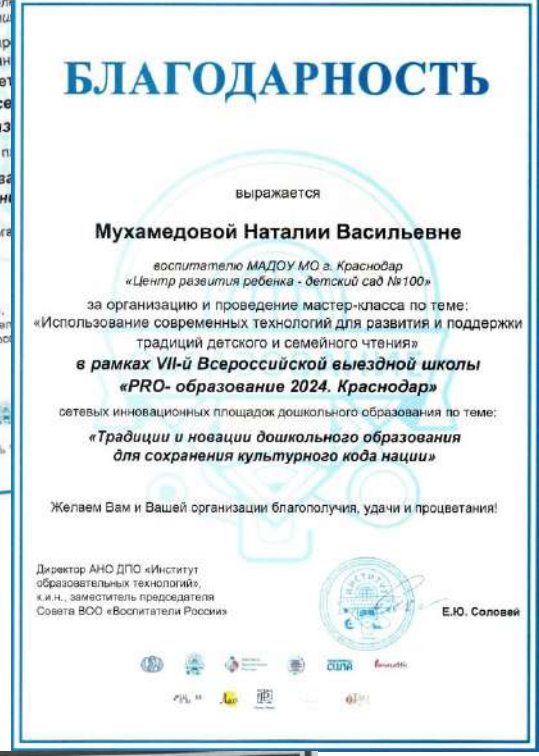 БЛАГОДАРНОСТЬ
выражается
Мухамедовой Наталии Васильевне
воспитателю МАДОУ МО г. Краснодар
«Центр развития ребенка - детский сад №100»
за организацию и проведение мастер-класса по теме:
«Использование современных технологий для развития и поддержки
традиций детского и семейного чтения»
в рамках VII-й Всероссийской выездной школы
«PRO- образование 2024. Краснодар»
сетевых инновационных площадок дошкольного образования по теме:
«Традиции и новации дошкольного образования
для сохранения культурного кода нации»
Желаем Вам и Вашей организации благополучия, удачи и процветания!
Директор АНО ДПО «Институт
образовательных технологий»,
к.и.н., заместитель председателя
Совета ВОО «Воспитатели России»
Е.Ю. Соловей